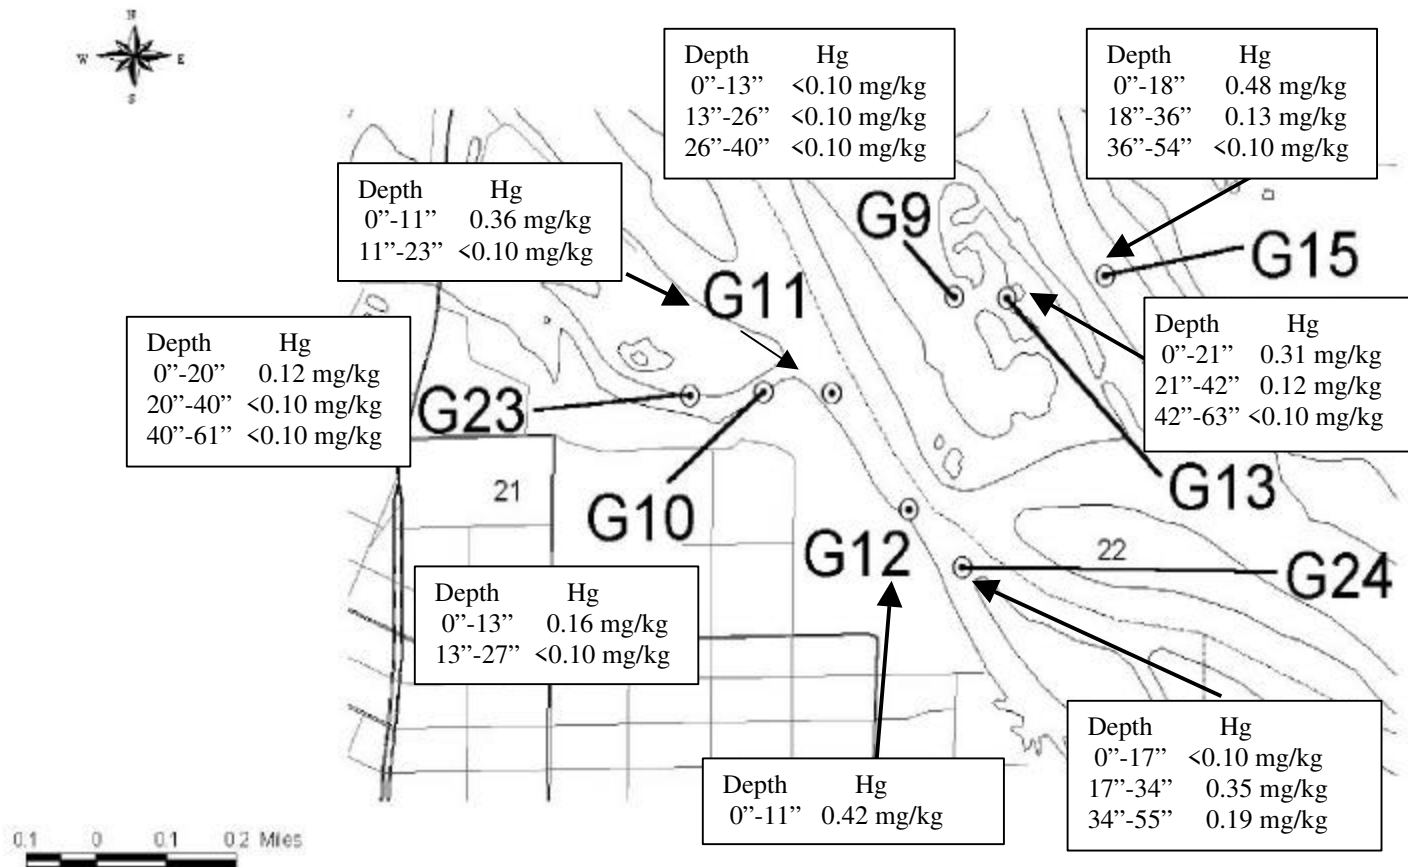 N
W E
S
Depth Hg
0”-13” <0.10 mg/kg
13”-26” <0.10 mg/kg
26”-40” <0.10 mg/kg
Depth Hg
0”-18” 0.48 mg/kg
18”-36” 0.13 mg/kg
36”-54” <0.10 mg/kg
Depth Hg
0”-11” 0.36 mg/kg
11”-23” <0.10 mg/kg
G9
G15
G11
Depth Hg
0”-21” 0.31 mg/kg
21”-42” 0.12 mg/kg
42”-63” <0.10 mg/kg
Depth Hg
0”-20” 0.12 mg/kg
20”-40” <0.10 mg/kg
40”-61” <0.10 mg/kg
G23
G13
21
G10
G12
22
G24
Depth Hg
0”-13” 0.16 mg/kg
13”-27” <0.10 mg/kg
Depth Hg
0”-17” <0.10 mg/kg
17”-34” 0.35 mg/kg
34”-55” 0.19 mg/kg
Depth Hg
0”-11” 0.42 mg/kg
0.1 0 0.1 0.2 Miles